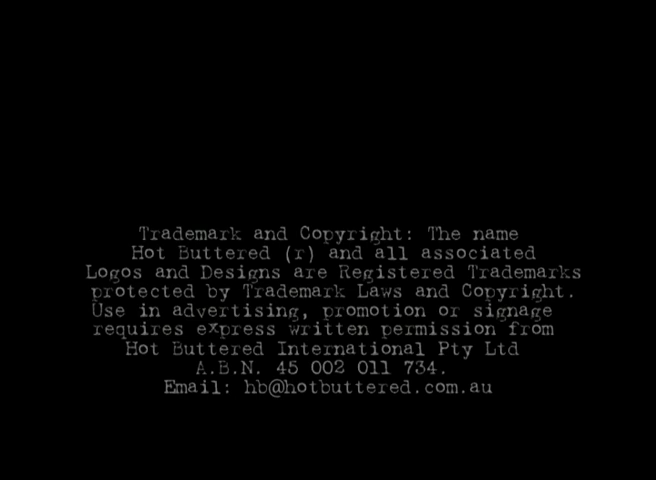 Trademark and Copyright: The name
Hot Buttered (r) and all associated
Logos and Designs are Registered Trademarks
protected by Trademark Laws and Copyright.
Use in advertising, promotion or signage
requires express written permission from
Hot Buttered International Pty Ltd
A.B.N. 45 002 011 734.
Email: hb@hotbuttered.com.au